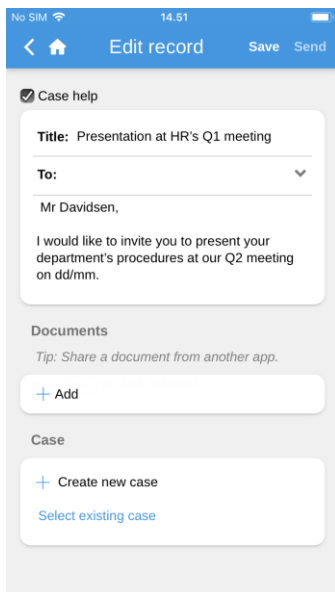 No SIM 14.51
Edit record Save Send
Case help
Title: Presentation at HR's Q1 meeting
To:
Mr Davidsen,
I would like to invite you to present your
department's procedures at our Q2 meeting
on dd/mm.
Documents
Tip: Share a document from another app.
Add
Case
Create new case
Select existing case